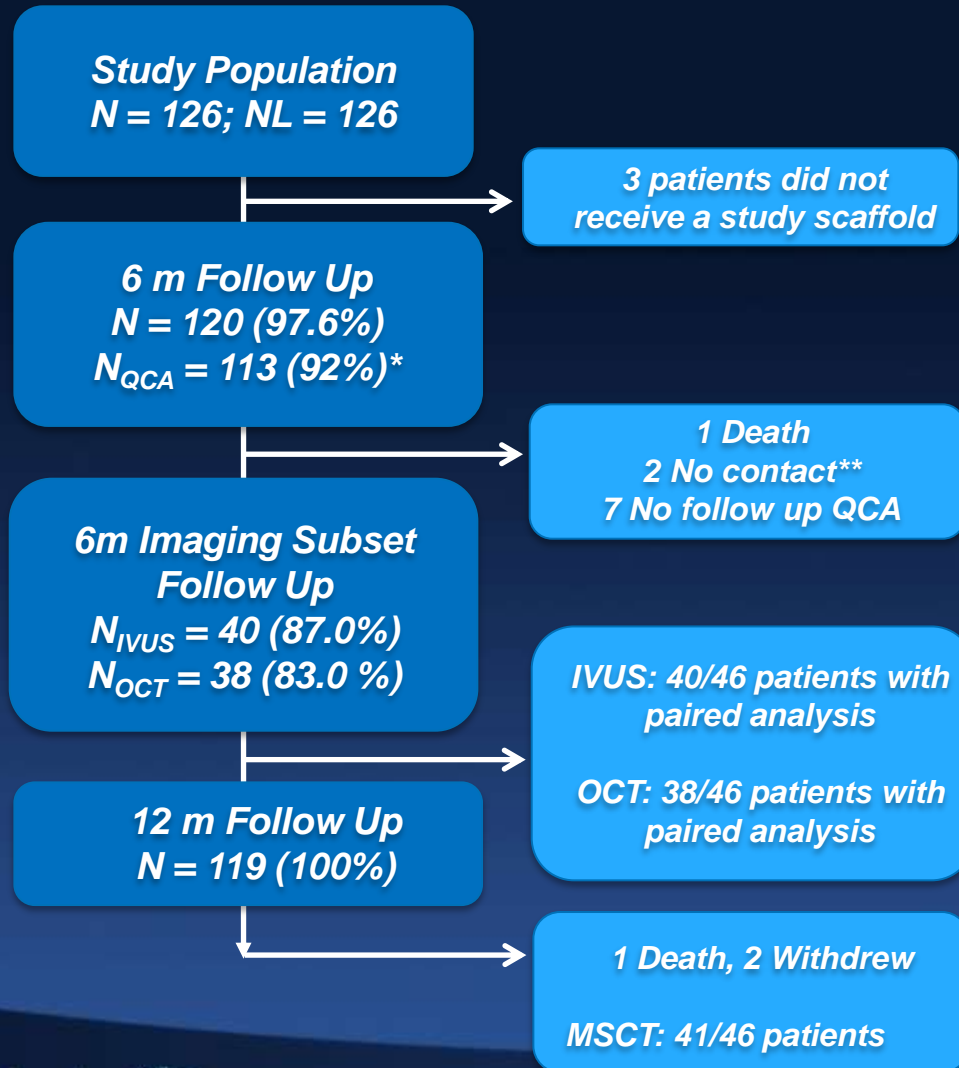 Study Population
N = 126; NL = 126
3 patients did not
receive a study scaffold
6 m Follow Up
N = 120 (97.6%)
NQCA = 113 (92%)*
1 Death
2 No contact**
7 No follow up QCA
6m Imaging Subset
Follow Up
NIVUS = 40 (87.0%)
NOCT = 38 (83.0 %)
IVUS: 40/46 patients with
paired analysis
OCT: 38/46 patients with
paired analysis
12 m Follow Up
N = 119 (100%)
1 Death, 2 Withdrew
MSCT: 41/46 patients